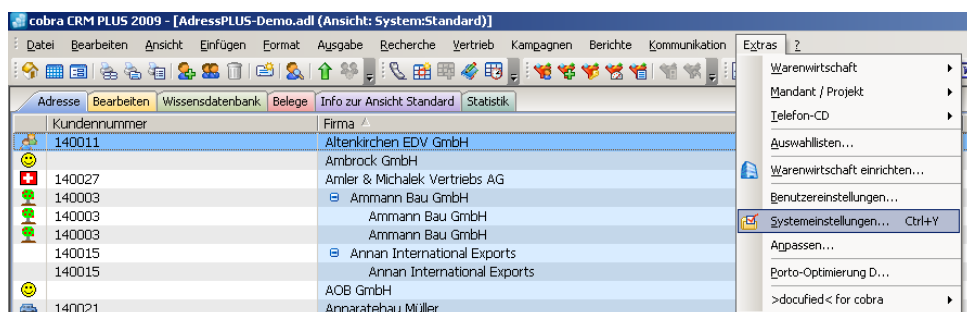 cobra CRM PLUS 2009 - [AdressPLUS-Demo.adl (Ansicht: System:Standard)]
Datei Bearbeiten Ansicht Einfügen Format Ausgabe Recherche Vertrieb Kampagnen Berichte Kommunikation Extras ?
Adresse Bearbeiten Wissensdatenbank Belege Info zur Ansicht Standard Statistik
Kundennummer Firma
140011 Altenkirchen EDV GmbH
Ambrock GmbH
140027 Amler & Michalek Vertriebs AG
140003 Ammann Bau GmbH
140003 Ammann Bau GmbH
140003 Ammann Bau GmbH
140015 Annan International Exports
140015 Annan International Exports
AOB GmbH
140021 Apparatebau Müller
Warenwirtschaft
Mandant / Projekt
Telefon-CD
Auswahllisten...
Warenwirtschaft einrichten...
Benutzereinstellungen...
Systemeinstellungen... Ctrl+Y
Anpassen...
Porto-Optimierung D...
>docufied< for cobra